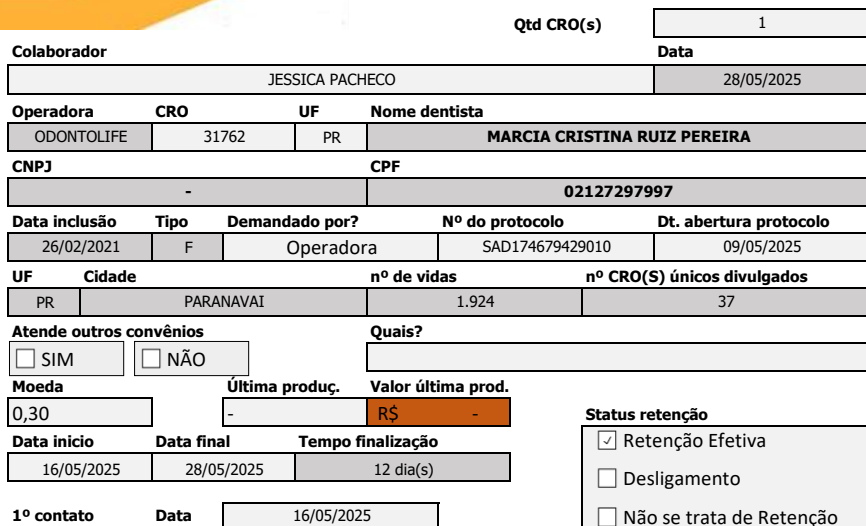 Qtd CRO(s) 1
Colaborador Data
JESSICA PACHECO 28/05/2025
Operadora CRO UF Nome dentista
ODONTOLIFE 31762 PR MARCIA CRISTINA RUIZ PEREIRA
CNPJ CPF
- 02127297997
Data inclusão Tipo Demandado por? Nº do protocolo Dt. abertura protocolo
26/02/2021 F Operadora SAD174679429010 09/05/2025
UF Cidade nº de vidas nº CRO(S) únicos divulgados
PR PARANAVAI 1.924 37
Atende outros convênios Quais?
SIM NÃO
Moeda Última produç. Valor última prod.
0,30 - R$ - Status retenção
Data inicio Data final Tempo finalização Retenção Efetiva
16/05/2025 28/05/2025 12 dia(s)
Desligamento
1º contato Data 16/05/2025 Não se trata de Retenção